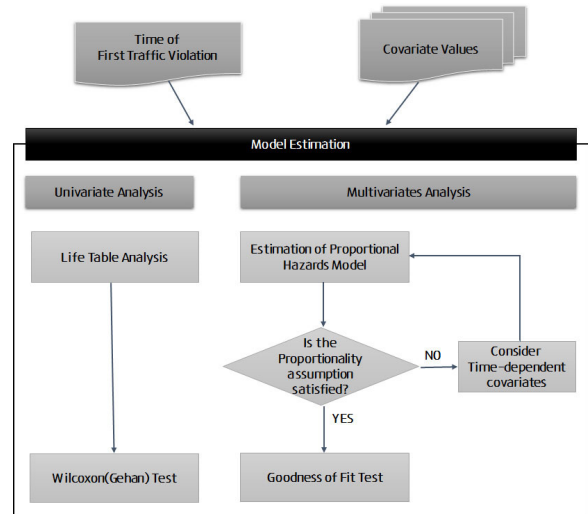 Time of
First Traffic Violation
Covariate Values
Model Estimation
Univariate Analysis
Multivariates Analysis
Life Table Analysis
Estimation of Proportional
Hazards Model
Is the
Proportionality
assumption
satisfied?
NO
Consider
Time-dependent
covariates
YES
Wilcoxon(Gehan) Test
Goodness of Fit Test